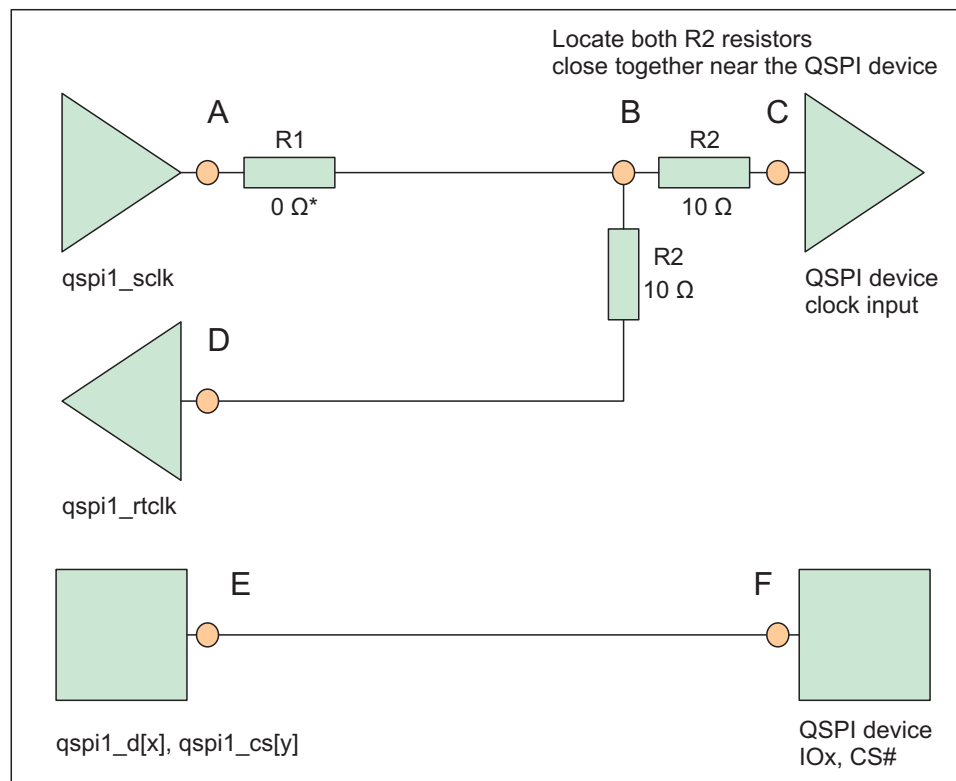 Locate both R2 resistors
close together near the QSPI device
A
R1
0 Ω*
B
R2
10 Ω
C
qspi1_sclk
R2
10 Ω
QSPI device
clock input
D
qspi1_rtclk
E
F
qspi1_d[x], qspi1_cs[y]
QSPI device
IOx, CS#